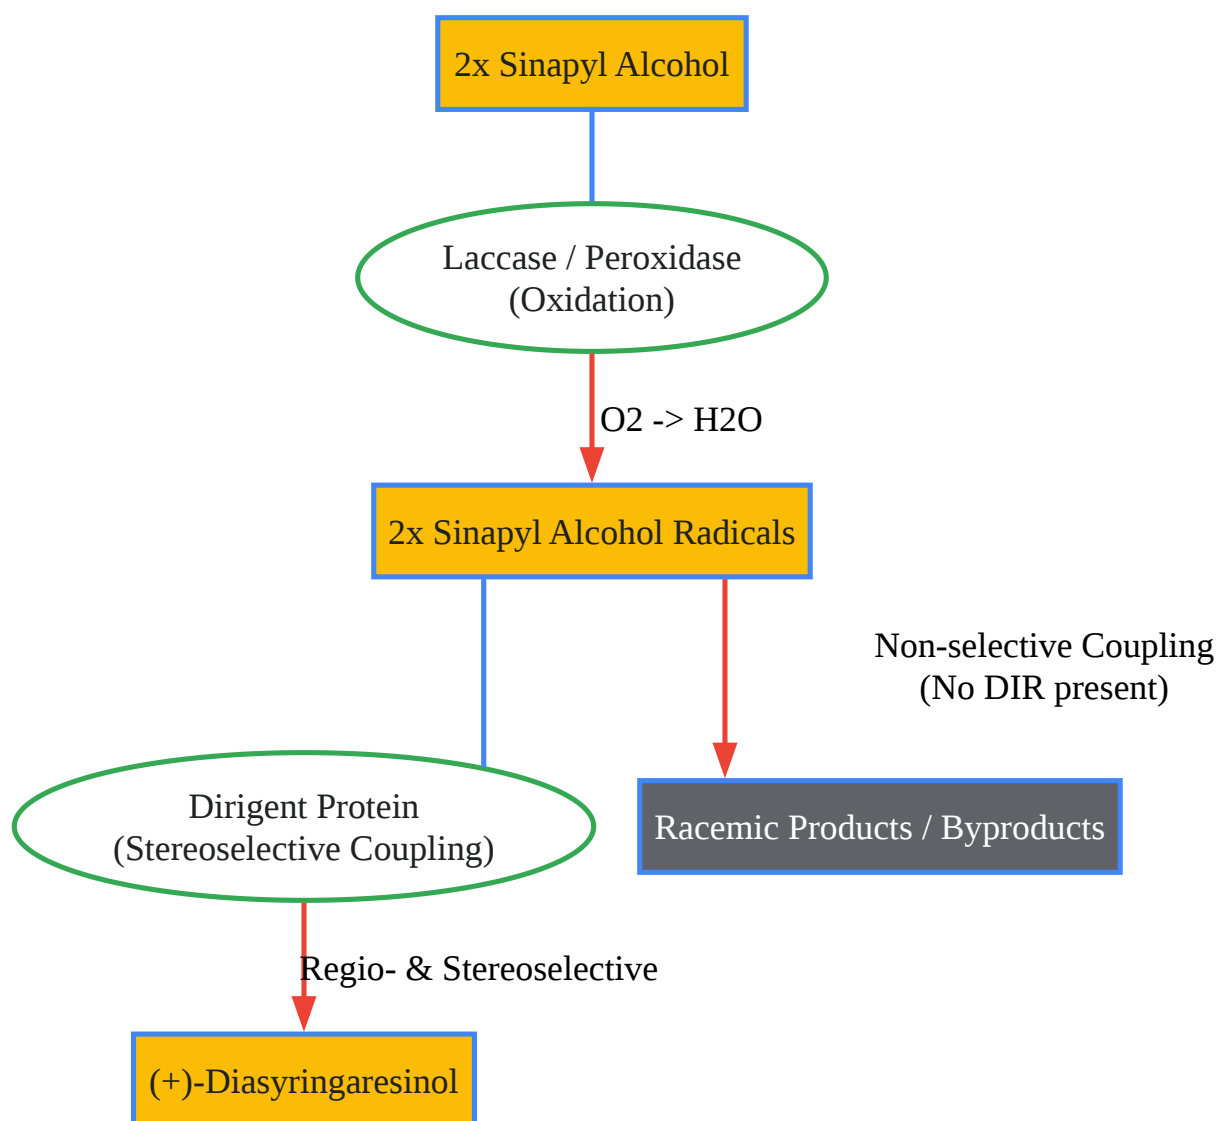 2x Sinapyl Alcohol
Laccase / Peroxidase
(Oxidation)
O2 -> H2O
2x Sinapyl Alcohol Radicals
Non-selective Coupling
(No DIR present)
Dirigent Protein
(Stereoselective Coupling)
Racemic Products / Byproducts
Regio- & Stereoselective
(+)-Diasyringaresinol